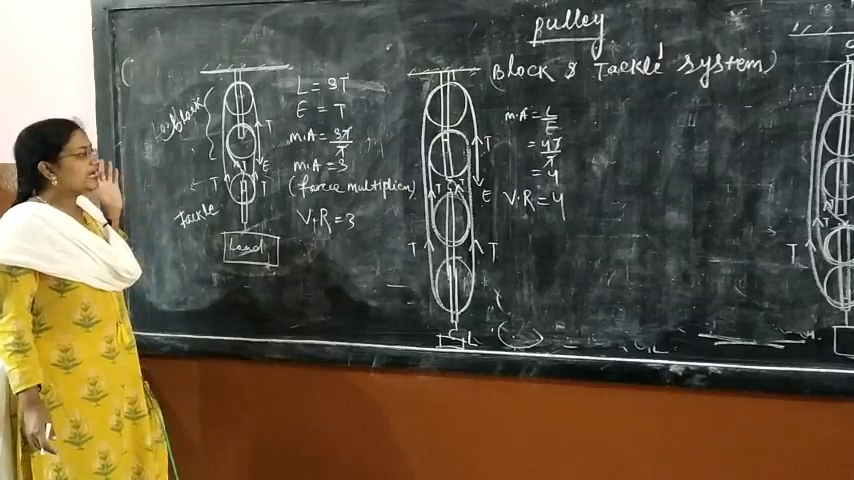 pulley
(Block & Tackle system)
block
Tackle
Load
T
E
T
T
T
L = 3T
E = T
M.A = 3T/T
M.A = 3
(force multiplier)
V.R = 3
T
E
T
T
T
T
L
M.A = L/E
= 4T/T
= 4
V.R = 4
T